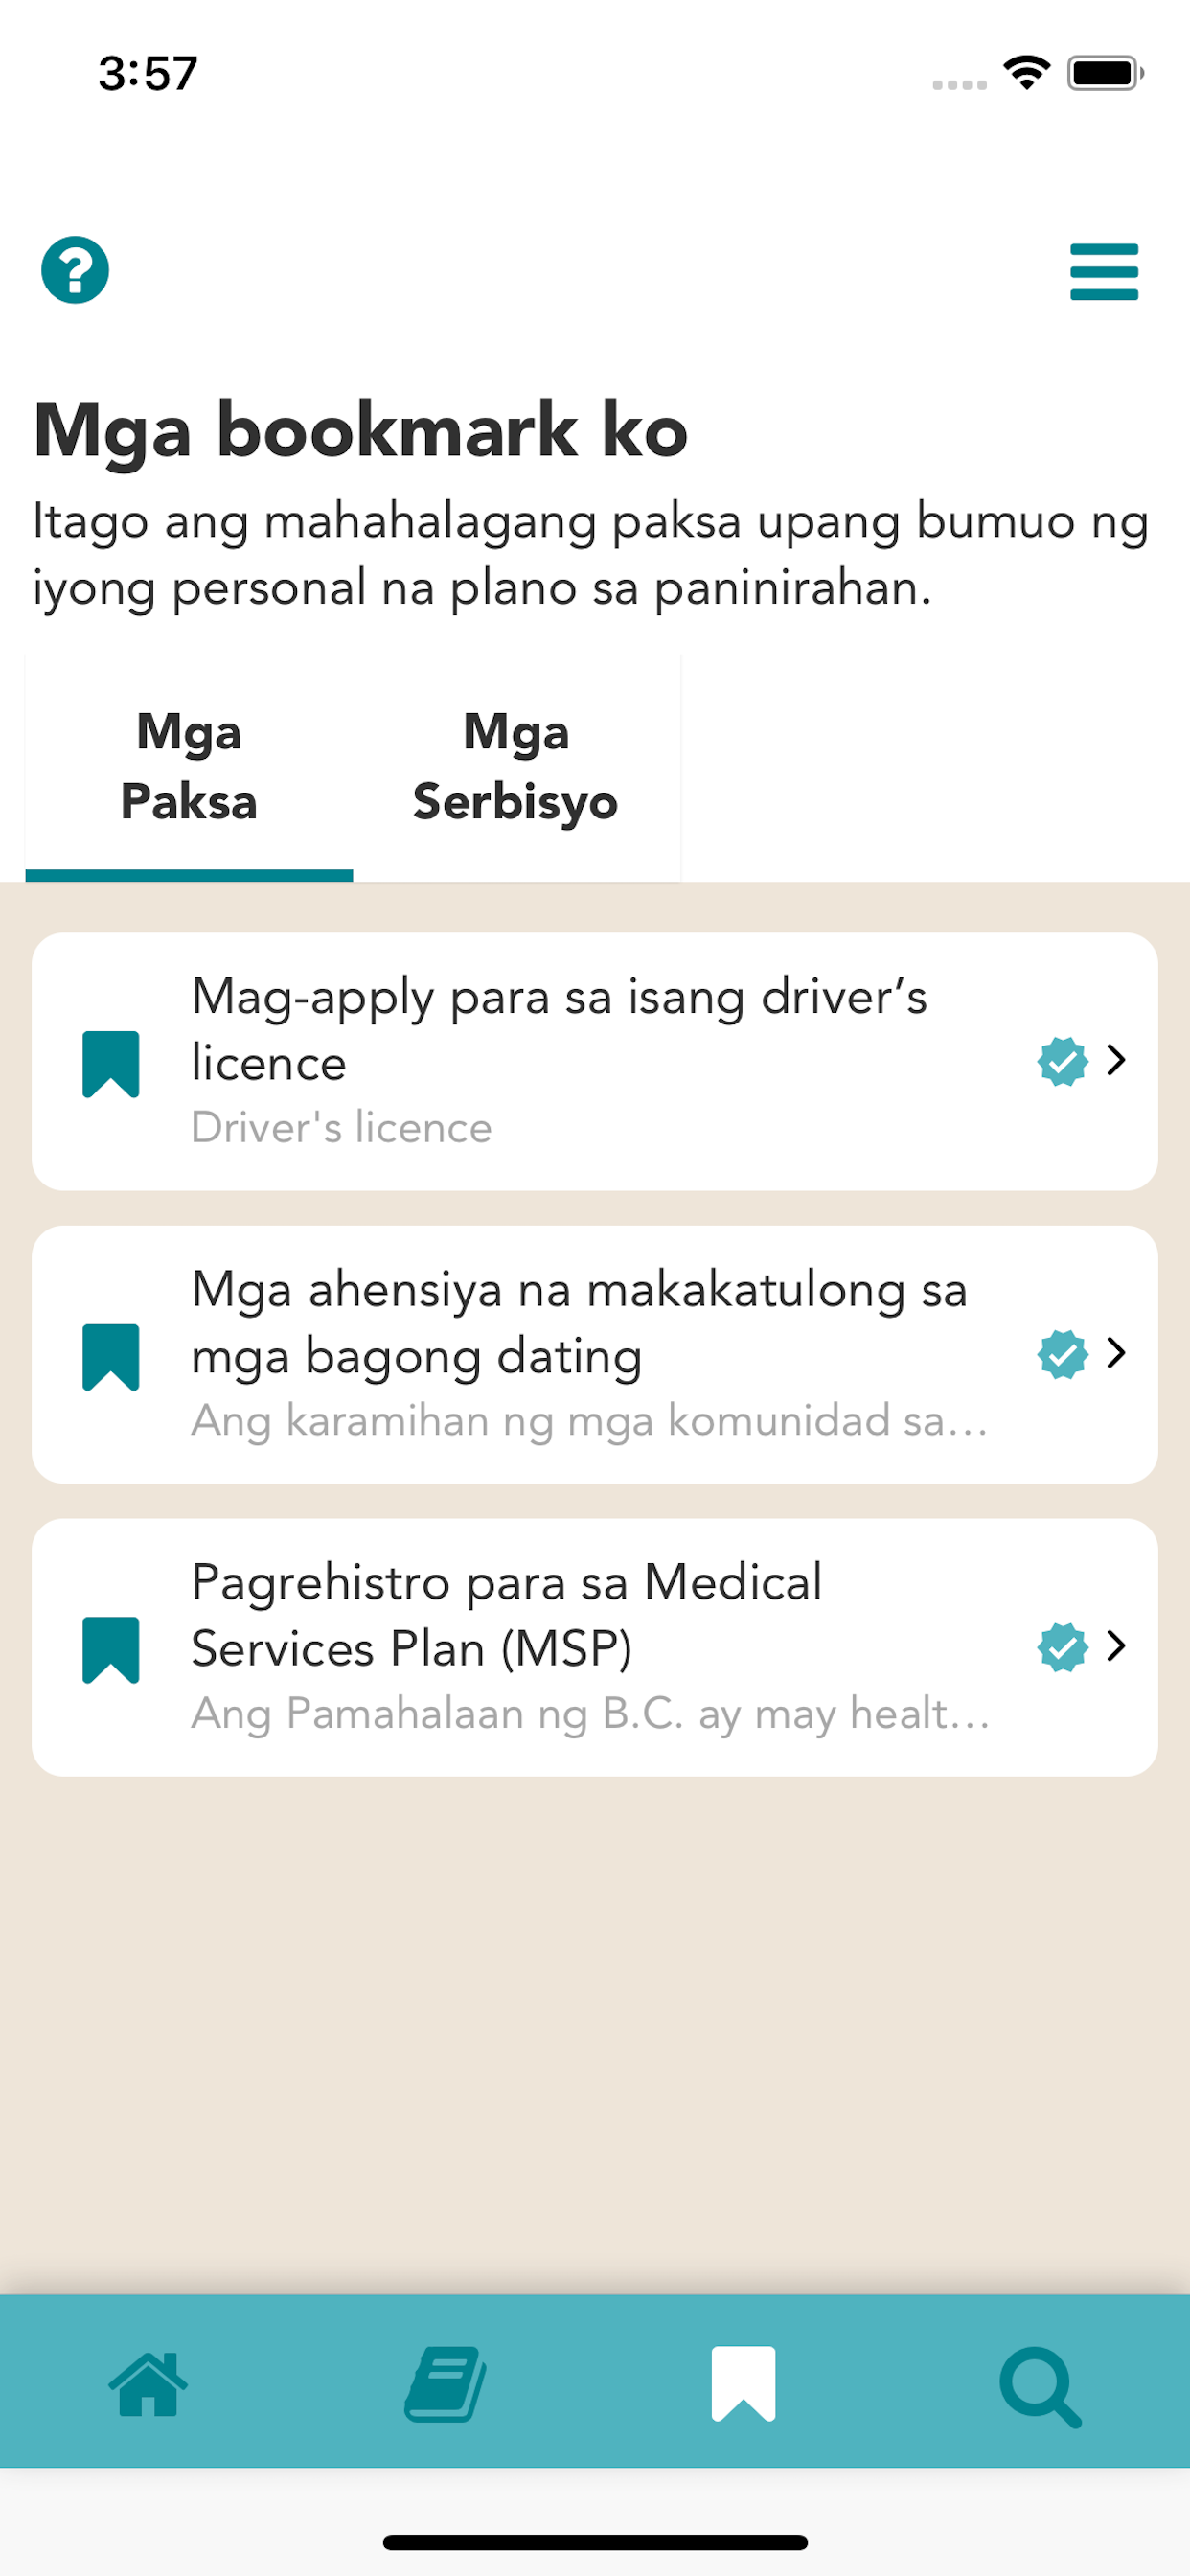 3:57
Mga bookmark ko
Itago ang mahahalagang paksa upang bumuo ng
iyong personal na plano sa paninirahan.
Mga
Paksa
Mga
Serbisyo
Mag-apply para sa isang driver’s
licence
Driver's licence
Mga ahensiya na makakatulong sa
mga bagong dating
Ang karamihan ng mga komunidad sa...
Pagrehistro para sa Medical
Services Plan (MSP)
Ang Pamahalaan ng B.C. ay may healt...